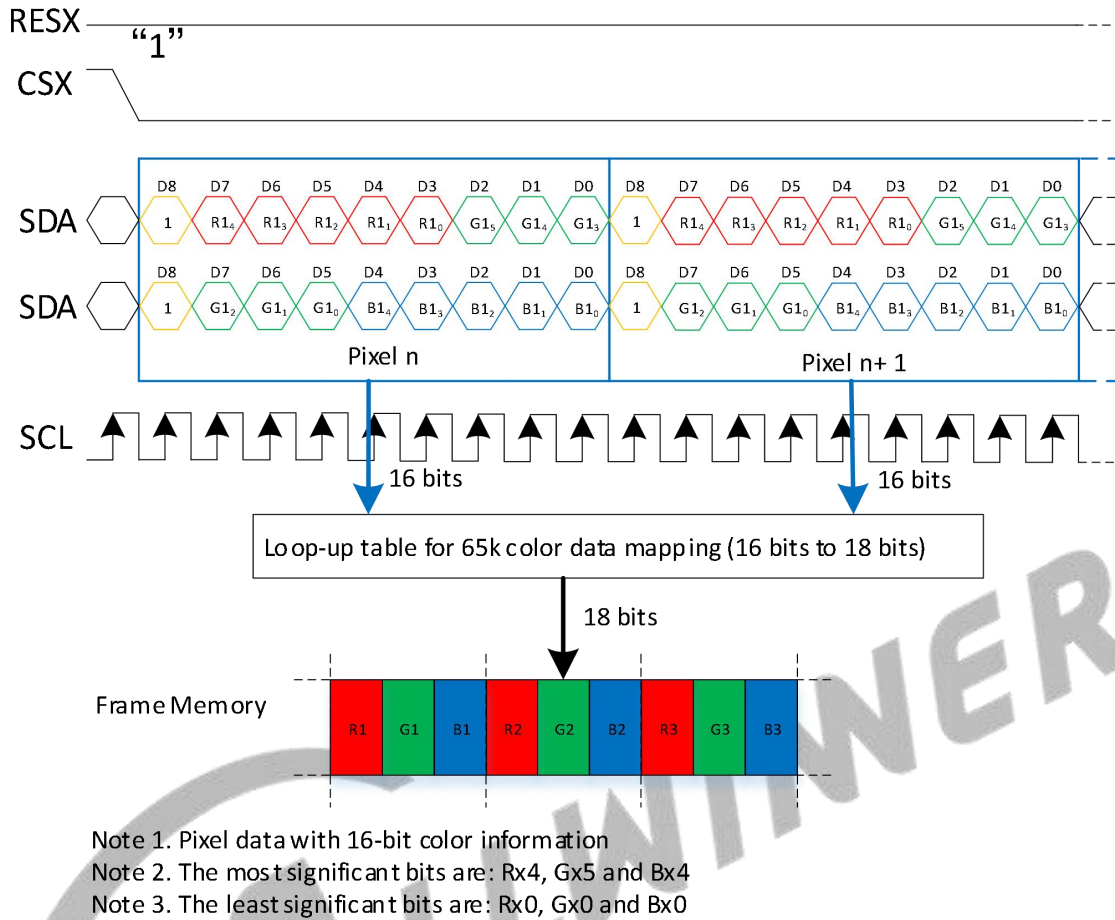 RESX
“1”
CSX
D8 D7 D6 D5 D4 D3 D2 D1 D0 D8 D7 D6 D5 D4 D3 D2 D1 D0
SDA 1 R1₄ R1₃ R1₂ R1₁ R1₀ G1₅ G1₄ G1₃ 1 R1₄ R1₃ R1₂ R1₁ R1₀ G1₅ G1₄ G1₃
D8 D7 D6 D5 D4 D3 D2 D1 D0 D8 D7 D6 D5 D4 D3 D2 D1 D0
SDA 1 G1₂ G1₁ G1₀ B1₄ B1₃ B1₂ B1₁ B1₀ 1 G1₂ G1₁ G1₀ B1₄ B1₃ B1₂ B1₁ B1₀
Pixel n Pixel n+ 1
SCL
16 bits 16 bits
Loop-up table for 65k color data mapping (16 bits to 18 bits)
18 bits
Frame Memory
R1 G1 B1 R2 G2 B2 R3 G3 B3
Note 1. Pixel data with 16-bit color information
Note 2. The most significant bits are: Rx4, Gx5 and Bx4
Note 3. The least significant bits are: Rx0, Gx0 and Bx0
ALLWINNER